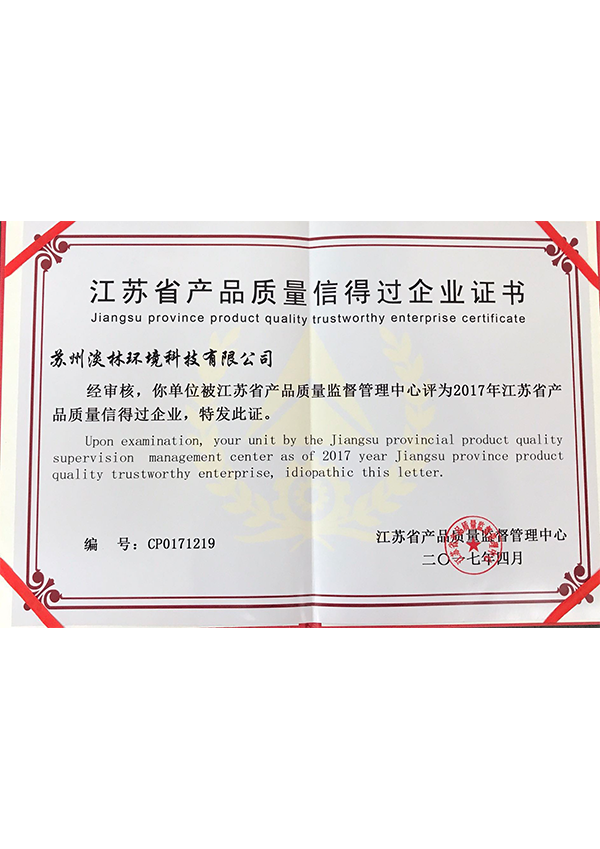 江苏省产品质量信得过企业证书
Jiangsu province product quality trustworthy enterprise certificate
苏州淡林环境科技有限公司
经审核，你单位被江苏省产品质量监督管理中心评为2017年江苏省产
品质量信得过企业，特发此证。
Upon examination, your unit by the Jiangsu provincial product quality
supervision management center as of 2017 year Jiangsu province product
quality trustworthy enterprise, idiopathic this letter.
编 号:CP0171219
江苏省产品质量监督管理中心
二〇一七年四月